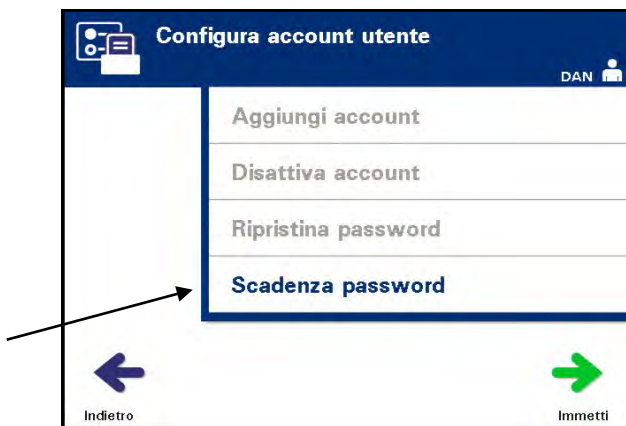 Configura account utente
DAN
Aggiungi account
Disattiva account
Ripristina password
Scadenza password
Indietro
Immetti